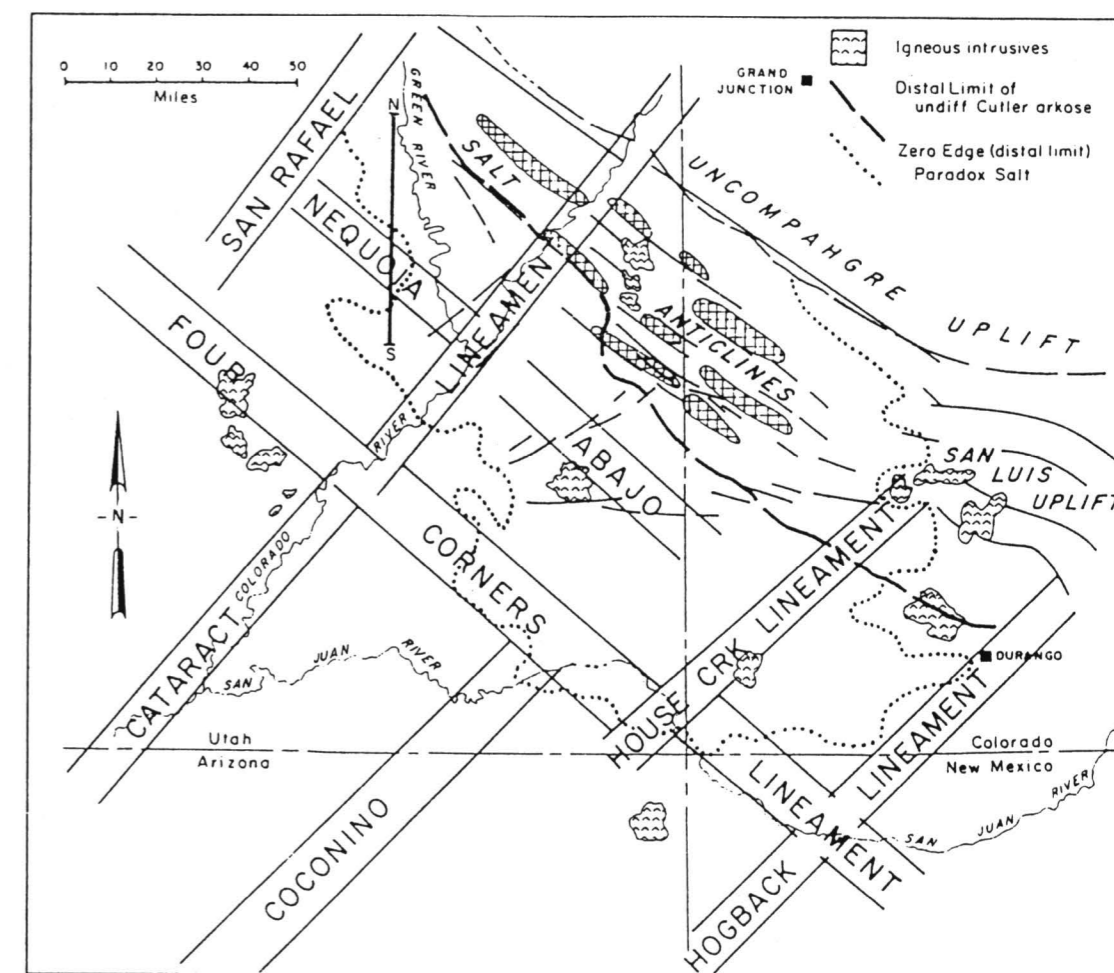 0 10 20 30 40 50
Miles
Igneous intrusives
GRAND
JUNCTION
Distal Limit of
undiff Cutler arkose
Zero Edge (distal limit)
Paradox Salt
SAN RAFAEL
GREEN
RIVER
N
S
SALT
NEQUOIA
UNCOMPAHGRE
UPLIFT
FOUR
LINEAMEN
RIVER
ANTICLINES
ABAJO
SAN
LUIS
UPLIFT
-N-
CORNERS
COLORADO
CATARACT
SAN JUAN RIVER
HOUSE CRK LINEAMENT
DURANGO
Utah
Arizona
Colorado
New Mexico
COCONINO
LINEAMENT
HOGBACK
LINEAMENT
SAN JUAN RIVER